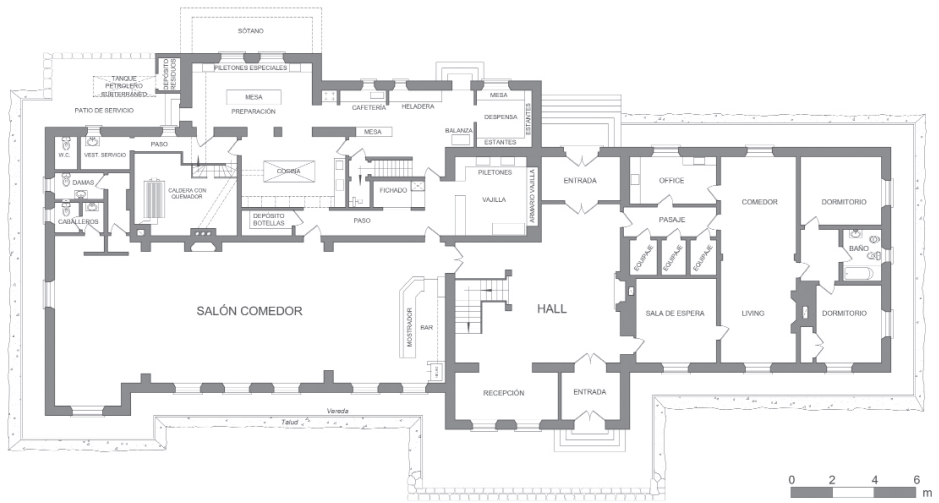 SÓTANO
PILETONES ESPECIALES
DEPÓSITO
RESIDUOS
TANQUE
PETROLERO
SUBTERRÁNEO
MESA
PREPARACIÓN
PATIO DE SERVICIO
CAFETERÍA
HELADERA
MESA
DESPENSA
ESTANTES
ESTANTES
BALANZA
MESA
PASO
W.C.
VEST. SERVICIO
COCINA
PILETONES
ENTRADA
OFFICE
COMEDOR
DORMITORIO
DAMAS
CALDERA CON
QUEMADOR
FICHADO
VAJILLA
ARMARIO VAJILLA
CABALLEROS
DEPÓSITO
BOTELLAS
PASO
PASAJE
EQUIPAJE
EQUIPAJE
EQUIPAJE
BAÑO
SALÓN COMEDOR
MOSTRADOR
BAR
HALL
SALA DE ESPERA
LIVING
DORMITORIO
RECEPCIÓN
ENTRADA
Vereda
Talud
0 2 4 6
m